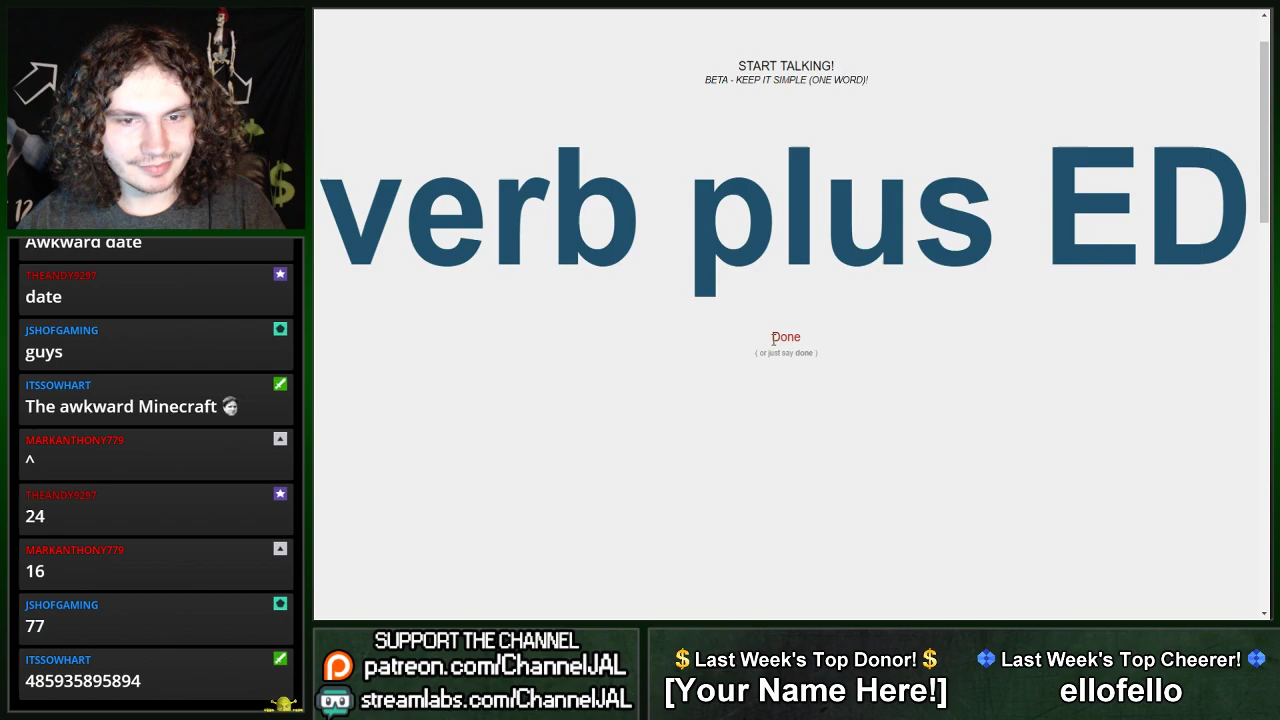 Awkward date
THEANDY9297
date
JSHOFGAMING
guys
ITSSOWHART
The awkward Minecraft
MARKANTHONY779
^
THEANDY9297
24
MARKANTHONY779
16
JSHOFGAMING
77
ITSSOWHART
485935895894
START TALKING!
BETA - KEEP IT SIMPLE (ONE WORD)!
verb plus ED
Done
( or just say done )
SUPPORT THE CHANNEL
patreon.com/ChannelJAL
streamlabs.com/ChannelJAL
$ Last Week's Top Donor! $
[Your Name Here!]
Last Week's Top Cheerer!
ellofello